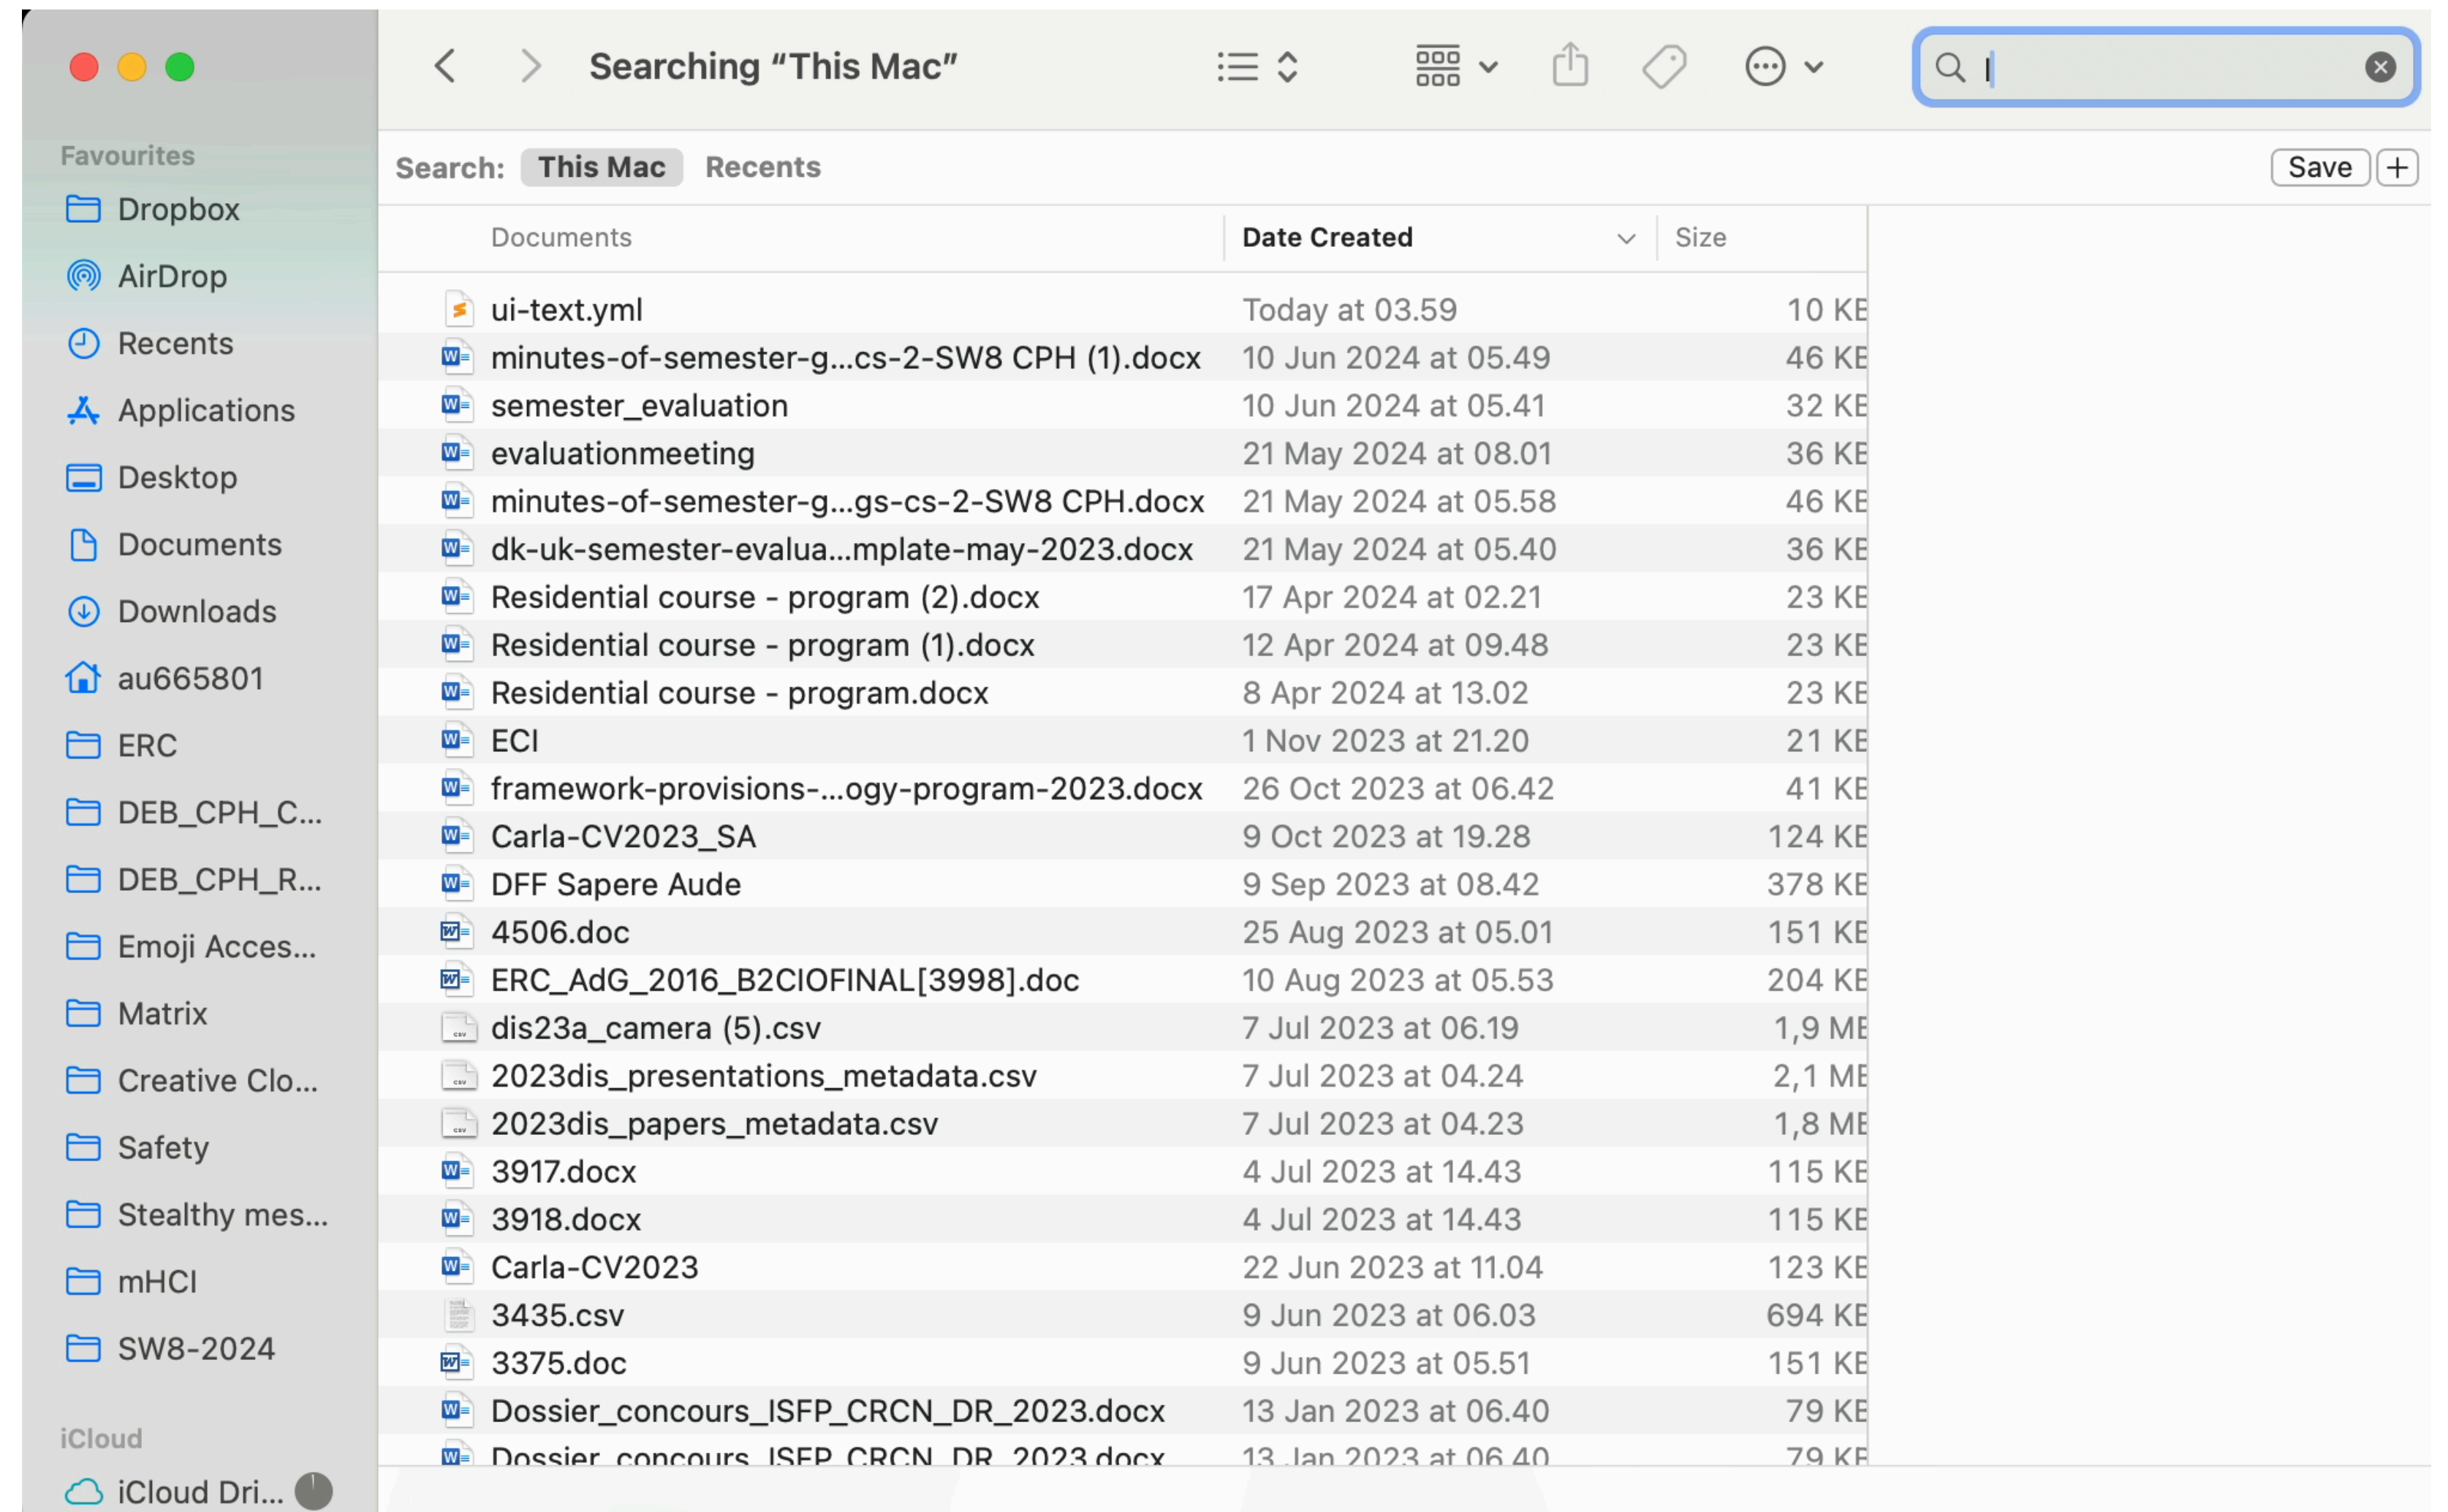 Searching “This Mac”
Favourites
Dropbox
AirDrop
Recents
Applications
Desktop
Documents
Downloads
au665801
ERC
DEB_CPH_C...
DEB_CPH_R...
Emoji Acces...
Matrix
Creative Clo...
Safety
Stealthy mes...
mHCI
SW8-2024
iCloud
iCloud Dri...
Search: This Mac Recents Save +
Documents Date Created Size
ui-text.yml Today at 03.59 10 KB
minutes-of-semester-g...cs-2-SW8 CPH (1).docx 10 Jun 2024 at 05.49 46 KB
semester_evaluation 10 Jun 2024 at 05.41 32 KB
evaluationmeeting 21 May 2024 at 08.01 36 KB
minutes-of-semester-g...gs-cs-2-SW8 CPH.docx 21 May 2024 at 05.58 46 KB
dk-uk-semester-evalua...mplate-may-2023.docx 21 May 2024 at 05.40 36 KB
Residential course - program (2).docx 17 Apr 2024 at 02.21 23 KB
Residential course - program (1).docx 12 Apr 2024 at 09.48 23 KB
Residential course - program.docx 8 Apr 2024 at 13.02 23 KB
ECI 1 Nov 2023 at 21.20 21 KB
framework-provisions-...ogy-program-2023.docx 26 Oct 2023 at 06.42 41 KB
Carla-CV2023_SA 9 Oct 2023 at 19.28 124 KB
DFF Sapere Aude 9 Sep 2023 at 08.42 378 KB
4506.doc 25 Aug 2023 at 05.01 151 KB
ERC_AdG_2016_B2CIOFINAL[3998].doc 10 Aug 2023 at 05.53 204 KB
dis23a_camera (5).csv 7 Jul 2023 at 06.19 1,9 MB
2023dis_presentations_metadata.csv 7 Jul 2023 at 04.24 2,1 MB
2023dis_papers_metadata.csv 7 Jul 2023 at 04.23 1,8 MB
3917.docx 4 Jul 2023 at 14.43 115 KB
3918.docx 4 Jul 2023 at 14.43 115 KB
Carla-CV2023 22 Jun 2023 at 11.04 123 KB
3435.csv 9 Jun 2023 at 06.03 694 KB
3375.doc 9 Jun 2023 at 05.51 151 KB
Dossier_concours_ISFP_CRCN_DR_2023.docx 13 Jan 2023 at 06.40 79 KB
Dossier_concours_ISFP_CRCN_DR_2023.docx 13 Jan 2023 at 06.40 79 KB